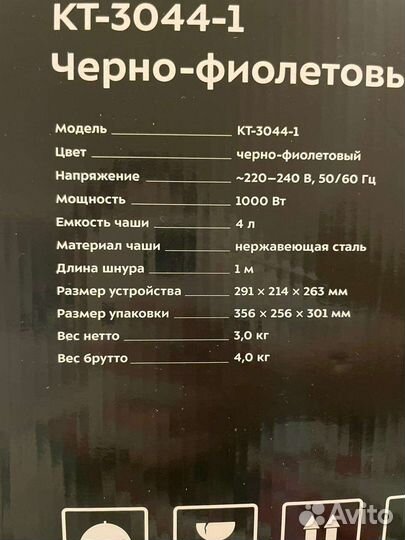 КТ-3044-1
Черно-фиолетовы
Модель КТ-3044-1
Цвет черно-фиолетовый
Напряжение ~220–240 В, 50/60 Гц
Мощность 1000 Вт
Емкость чаши 4 л
Материал чаши нержавеющая сталь
Длина шнура 1 м
Размер устройства 291 × 214 × 263 мм
Размер упаковки 356 × 256 × 301 мм
Вес нетто 3,0 кг
Вес брутто 4,0 кг
Avito